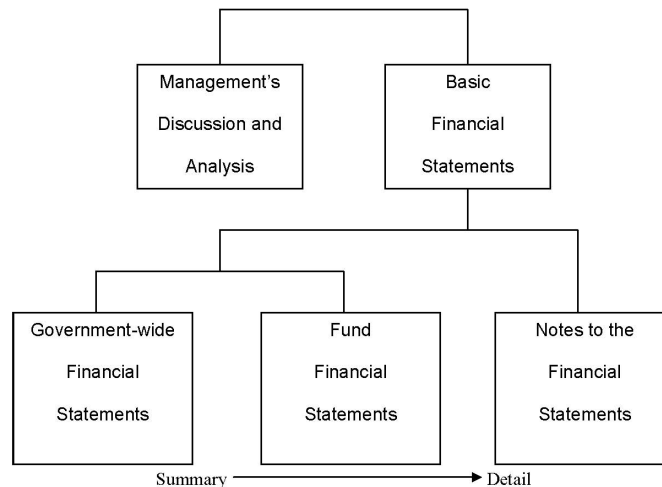 Management’s
Discussion and
Analysis
Basic
Financial
Statements
Government-wide
Financial
Statements
Fund
Financial
Statements
Notes to the
Financial
Statements
Summary
Detail